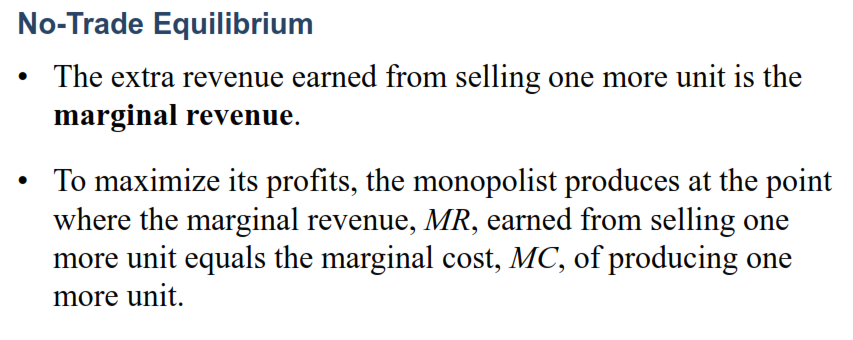 No-Trade Equilibrium
• The extra revenue earned from selling one more unit is the
marginal revenue.
• To maximize its profits, the monopolist produces at the point
where the marginal revenue, MR, earned from selling one
more unit equals the marginal cost, MC, of producing one
more unit.